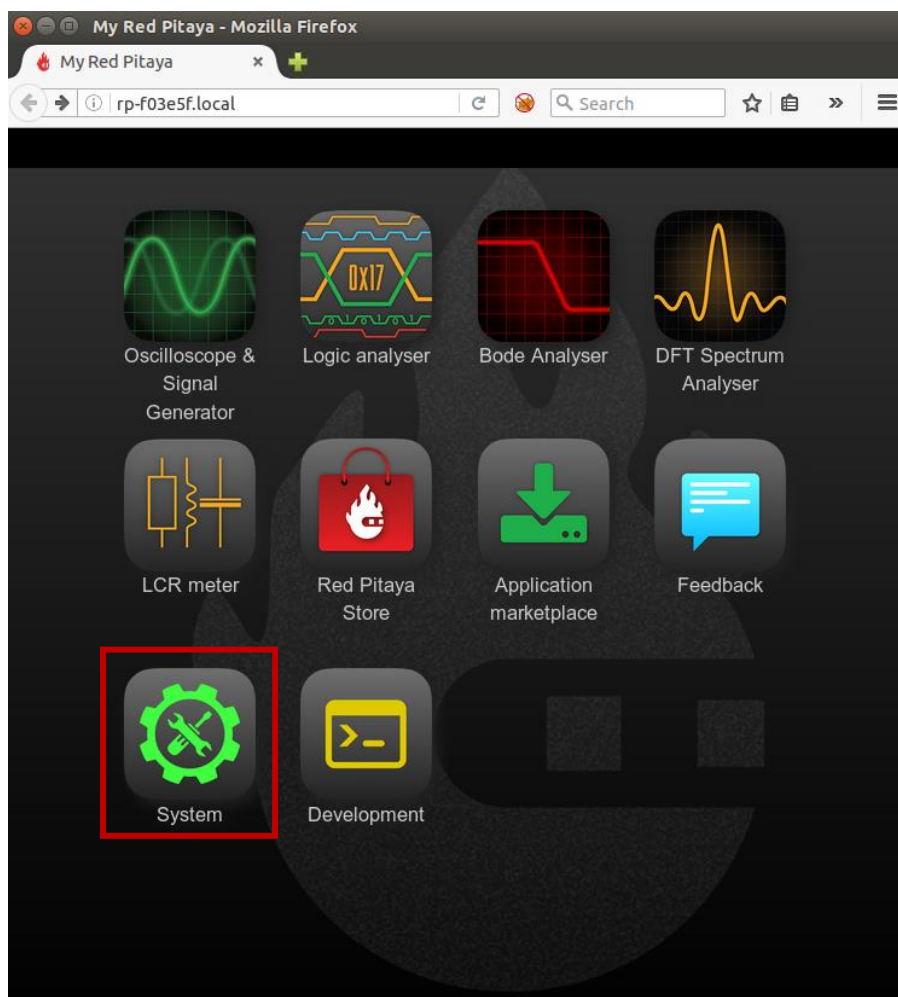 My Red Pitaya - Mozilla Firefox
My Red Pitaya
rp-f03e5f.local
Search
Oscilloscope &
Signal
Generator
0X17
Logic analyser
Bode Analyser
DFT Spectrum
Analyser
LCR meter
Red Pitaya
Store
Application
marketplace
Feedback
System
Development